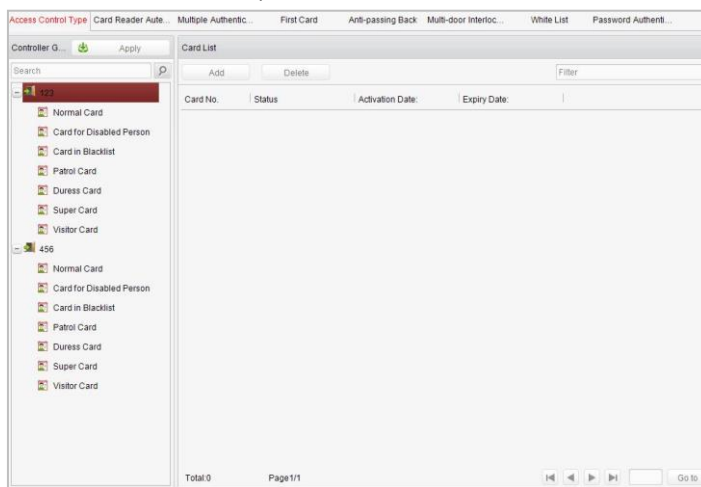 Access Control Type Card Reader Aute... Multiple Authentic... First Card Anti-passing Back Multi-door Interloc... White List Password Authenti...
Controller G... Apply Card List
Search Add Delete Filter
123 Card No. Status Activation Date: Expiry Date:
Normal Card
Card for Disabled Person
Card in Blacklist
Patrol Card
Duress Card
Super Card
Visitor Card
456
Normal Card
Card for Disabled Person
Card in Blacklist
Patrol Card
Duress Card
Super Card
Visitor Card
Total:0 Page1/1 Go to